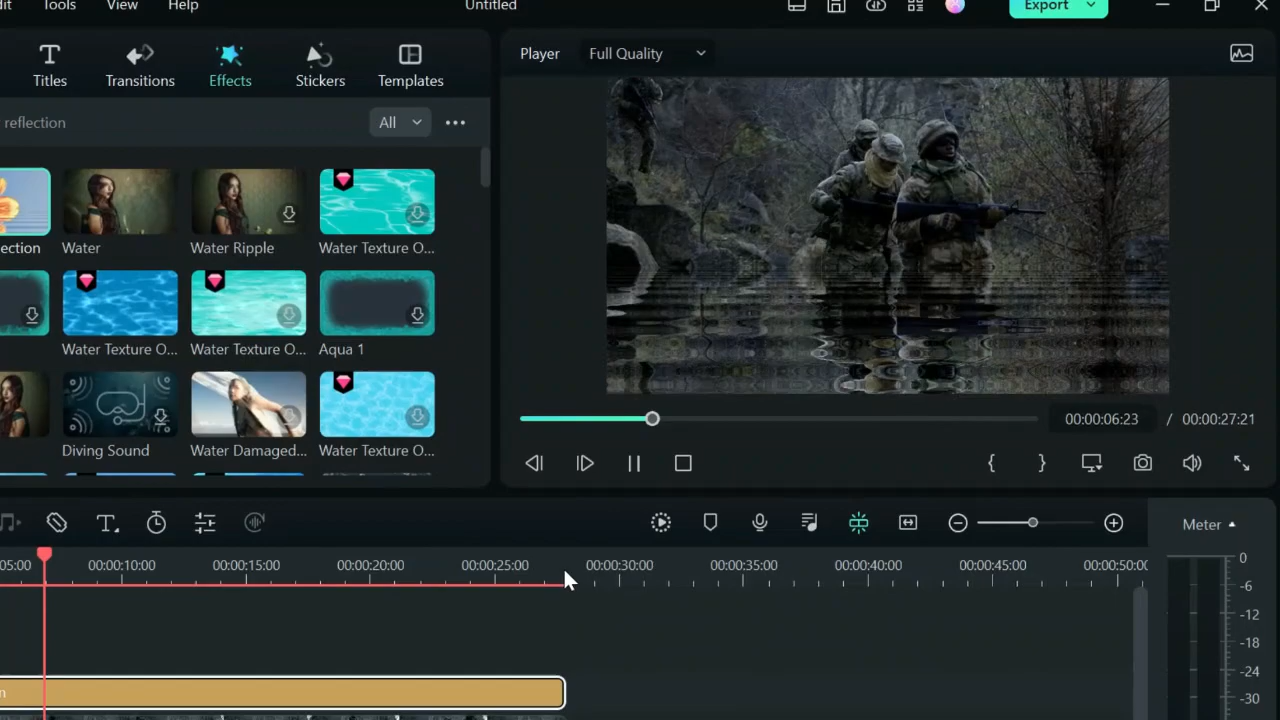 Tools View Help Untitled Export
Titles Transitions Effects Stickers Templates
Player Full Quality
reflection All
ection Water Water Ripple Water Texture O...
Water Texture O... Water Texture O... Aqua 1
Diving Sound Water Damaged... Water Texture O...
00:00:06:23 / 00:00:27:21
Meter
05:00 00:00:10:00 00:00:15:00 00:00:20:00 00:00:25:00 00:00:30:00 00:00:35:00 00:00:40:00 00:00:45:00 00:00:50:00
0
-6
-12
-18
-24
-30
n